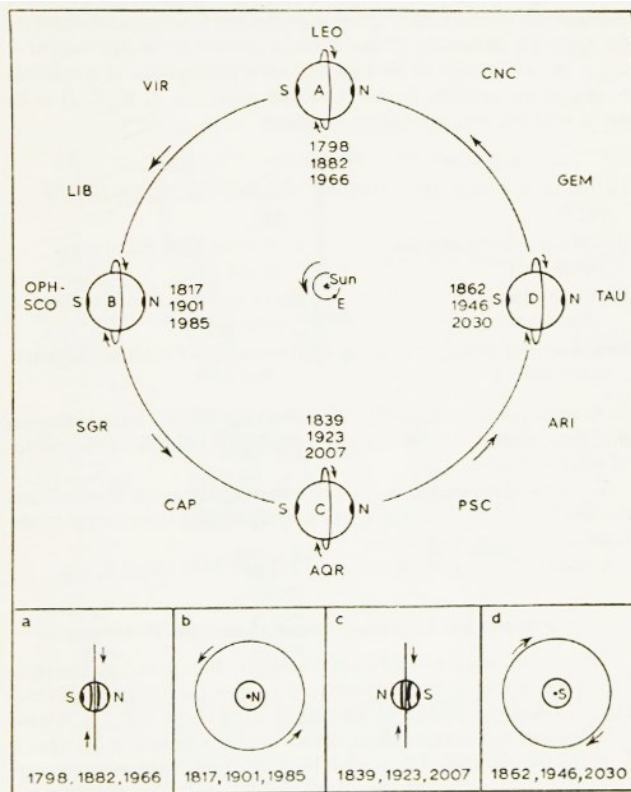 LEO
VIR
CNC
S A N
1798
1882
1966
LIB
GEM
OPH-
SCO
S B N
1817
1901
1985
Sun
E
1862
1946
2030
S D N
TAU
SGR
1839
1923
2007
ARI
CAP
S C N
PSC
AQR
a
S N
1798, 1882, 1966
b
N
1817, 1901, 1985
c
N S
1839, 1923, 2007
d
S
1862, 1946, 2030